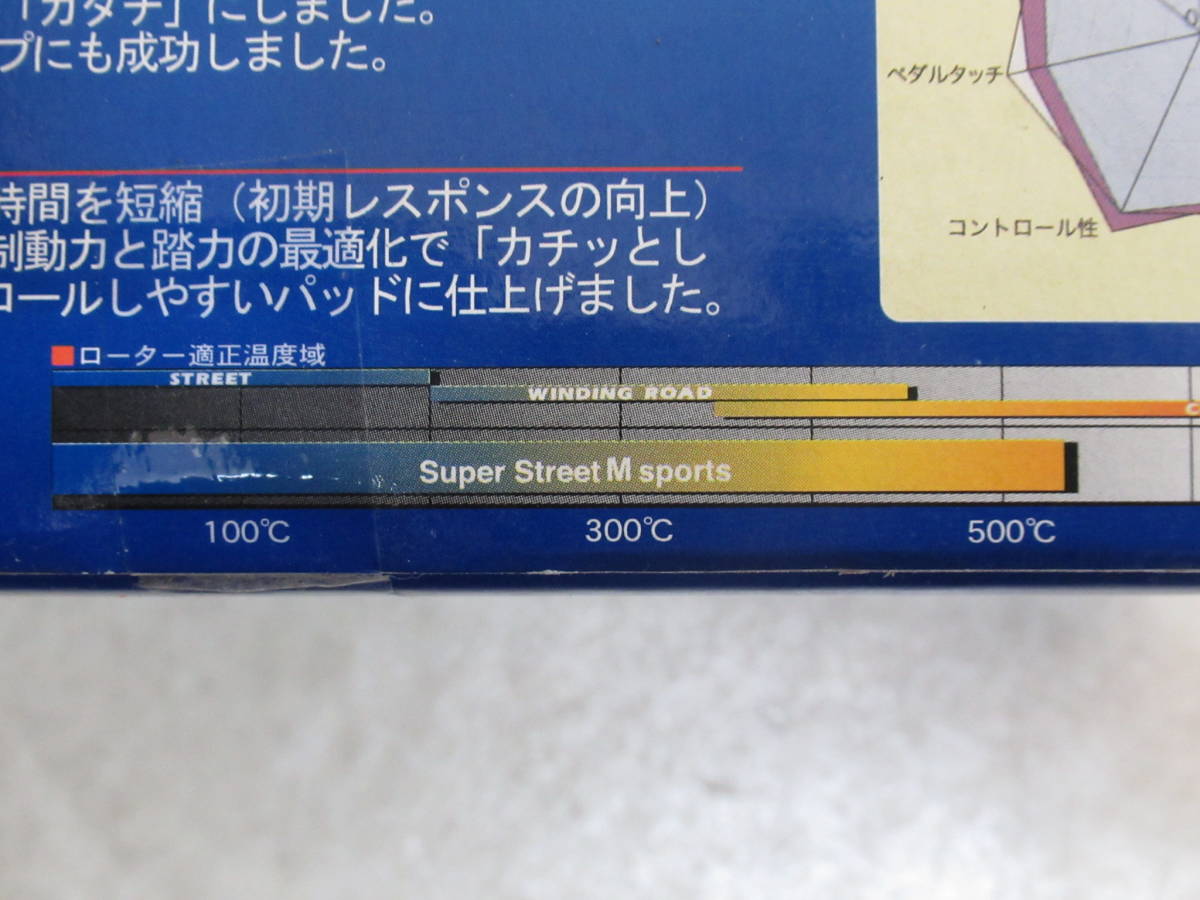 「カタチ」にしました。
プにも成功しました。
ペダルタッチ
時間を短縮（初期レスポンスの向上）
制動力と踏力の最適化で「カチッとし
コントロール性
ロールしやすいパッドに仕上げました。
■ローター適正温度域
STREET
WINDING ROAD
C
Super Street M sports
100℃ 300℃ 500℃